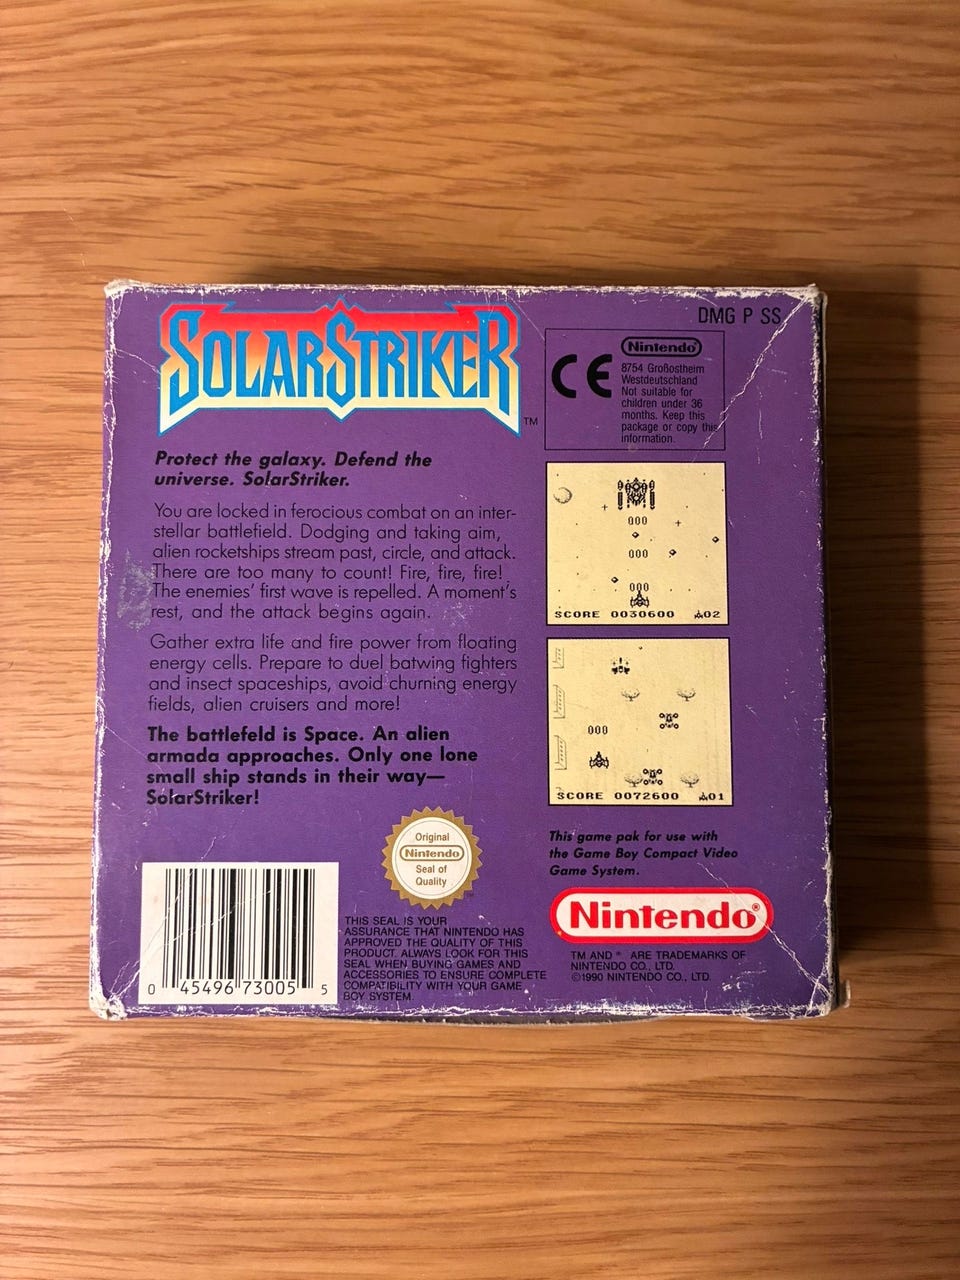 SOLARSTRIKER™
DMG P SS
CE
Nintendo®
8754 Großostheim
Westdeutschland
Not suitable for
children under 36
months. Keep this
package or copy this
information.
Protect the galaxy. Defend the
universe. SolarStriker.
You are locked in ferocious combat on an inter-
stellar battlefield. Dodging and taking aim,
alien rocketships stream past, circle, and attack.
There are too many to count! Fire, fire, fire!
The enemies' first wave is repelled. A moment's
rest, and the attack begins again.
Gather extra life and fire power from floating
energy cells. Prepare to duel batwing fighters
and insect spaceships, avoid churning energy
fields, alien cruisers and more!
The battlefeld is Space. An alien
armada approaches. Only one lone
small ship stands in their way—
SolarStriker!
SCORE 0030600 02
SCORE 0072600 01
Original
Nintendo®
Seal of
Quality
™
THIS SEAL IS YOUR
ASSURANCE THAT NINTENDO HAS
APPROVED THE QUALITY OF THIS
PRODUCT. ALWAYS LOOK FOR THIS
SEAL WHEN BUYING GAMES AND
ACCESSORIES TO ENSURE COMPLETE
COMPATIBILITY WITH YOUR GAME
BOY SYSTEM.
0 45496 73005 5
This game pak for use with
the Game Boy Compact Video
Game System.
Nintendo®
TM AND ® ARE TRADEMARKS OF
NINTENDO CO., LTD.
©1990 NINTENDO CO., LTD.